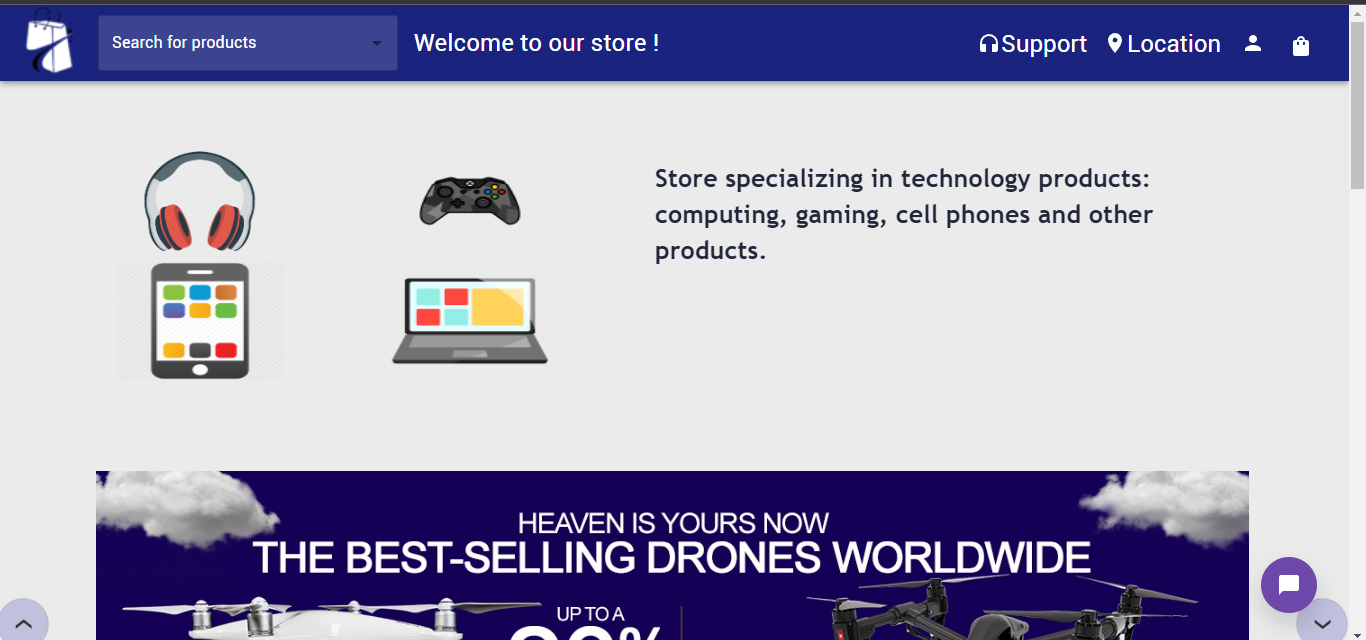 Search for products
Welcome to our store !
Support
Location
Store specializing in technology products:
computing, gaming, cell phones and other
products.
HEAVEN IS YOURS NOW
THE BEST-SELLING DRONES WORLDWIDE
UP TO A